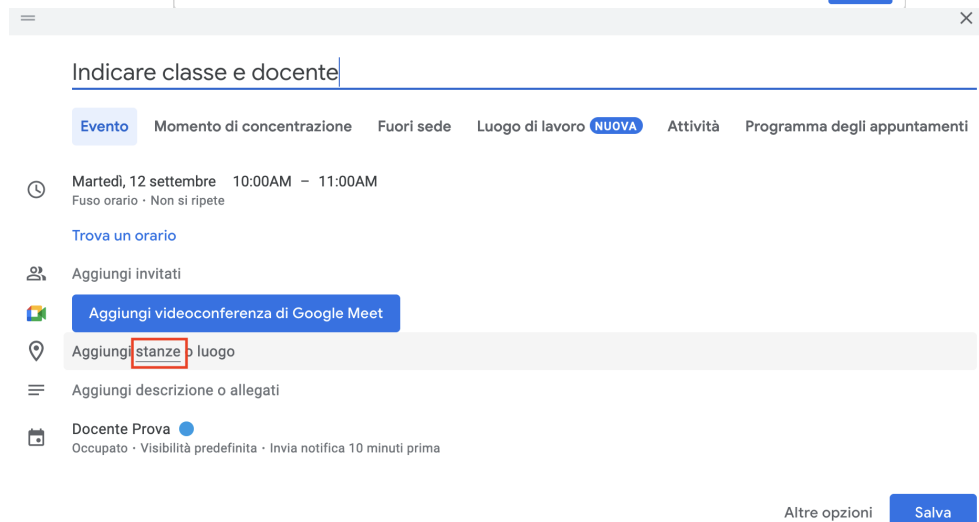 Indicare classe e docente
Evento Momento di concentrazione Fuori sede Luogo di lavoro NUOVA Attività Programma degli appuntamenti
Martedì, 12 settembre 10:00AM – 11:00AM
Fuso orario · Non si ripete
Trova un orario
Aggiungi invitati
Aggiungi videoconferenza di Google Meet
Aggiungi stanze o luogo
Aggiungi descrizione o allegati
Docente Prova
Occupato · Visibilità predefinita · Invia notifica 10 minuti prima
Altre opzioni Salva